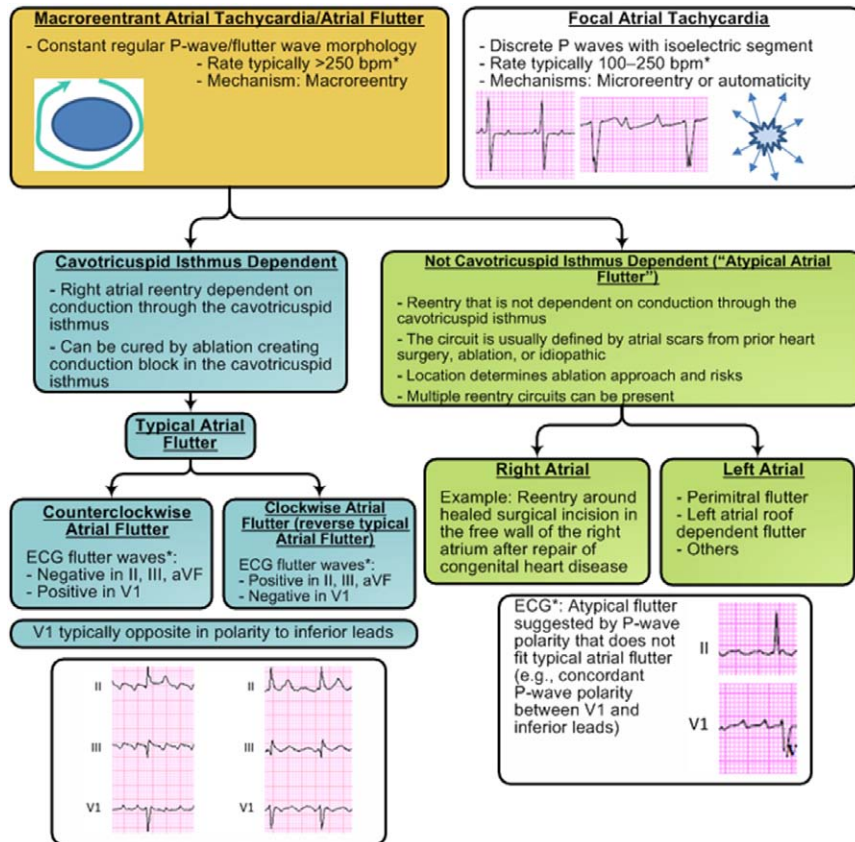 Macroreentrant Atrial Tachycardia/Atrial Flutter
- Constant regular P-wave/flutter wave morphology
- Rate typically >250 bpm*
- Mechanism: Macroreentry
Focal Atrial Tachycardia
- Discrete P waves with isoelectric segment
- Rate typically 100–250 bpm*
- Mechanisms: Microreentry or automaticity
Cavotricuspid Isthmus Dependent
- Right atrial reentry dependent on
conduction through the cavotricuspid
isthmus
- Can be cured by ablation creating
conduction block in the cavotricuspid
isthmus
Not Cavotricuspid Isthmus Dependent ("Atypical Atrial
Flutter")
- Reentry that is not dependent on conduction through the
cavotricuspid isthmus
- The circuit is usually defined by atrial scars from prior heart
surgery, ablation, or idiopathic
- Location determines ablation approach and risks
- Multiple reentry circuits can be present
Typical Atrial
Flutter
Counterclockwise
Atrial Flutter
ECG flutter waves*:
- Negative in II, III, aVF
- Positive in V1
Clockwise Atrial
Flutter (reverse typical
Atrial Flutter)
ECG flutter waves*:
- Positive in II, III, aVF
- Negative in V1
Right Atrial
Example: Reentry around
healed surgical incision in
the free wall of the right
atrium after repair of
congenital heart disease
Left Atrial
- Perimitral flutter
- Left atrial roof
dependent flutter
- Others
V1 typically opposite in polarity to inferior leads
II
II
III
III
V1
V1
ECG*: Atypical flutter
suggested by P-wave
polarity that does not
fit typical atrial flutter
(e.g., concordant
P-wave polarity
between V1 and
inferior leads)
II
V1